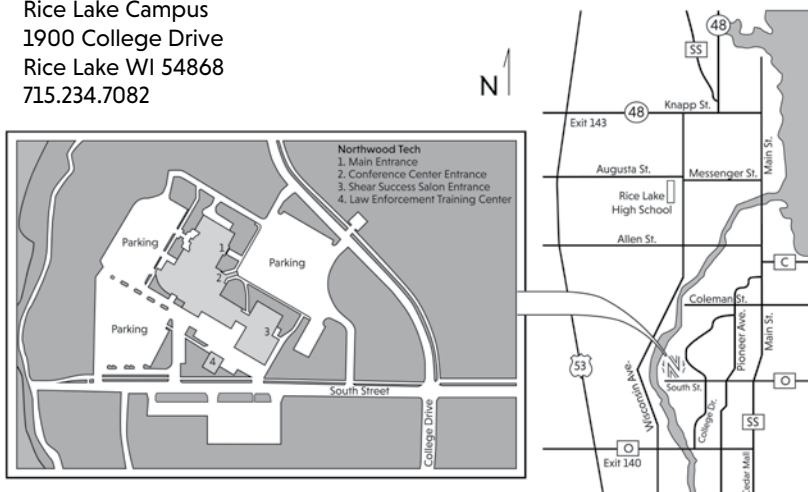 Rice Lake Campus
1900 College Drive
Rice Lake WI 54868
715.234.7082
N
Northwood Tech
1. Main Entrance
2. Conference Center Entrance
3. Shear Success Salon Entrance
4. Law Enforcement Training Center
Parking
Parking
Parking
1
2
3
4
South Street
College Drive
48
SS
Knapp St.
48
Exit 143
Main St.
Augusta St.
Messenger St.
Rice Lake
High School
Allen St.
C
Coleman St.
Pioneer Ave.
Main St.
53
Wisconsin Ave.
N
South St.
O
College Dr.
SS
O
Exit 140
edar Mall